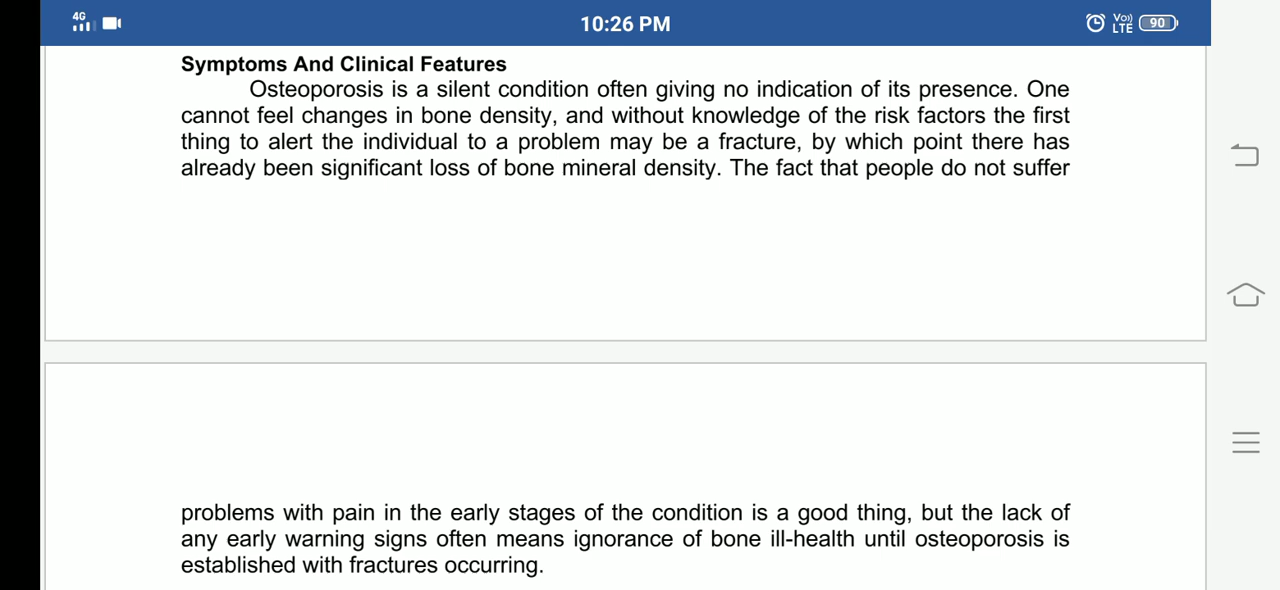 4G
10:26 PM
Vo))
LTE
90
Symptoms And Clinical Features
Osteoporosis is a silent condition often giving no indication of its presence. One
cannot feel changes in bone density, and without knowledge of the risk factors the first
thing to alert the individual to a problem may be a fracture, by which point there has
already been significant loss of bone mineral density. The fact that people do not suffer
problems with pain in the early stages of the condition is a good thing, but the lack of
any early warning signs often means ignorance of bone ill-health until osteoporosis is
established with fractures occurring.